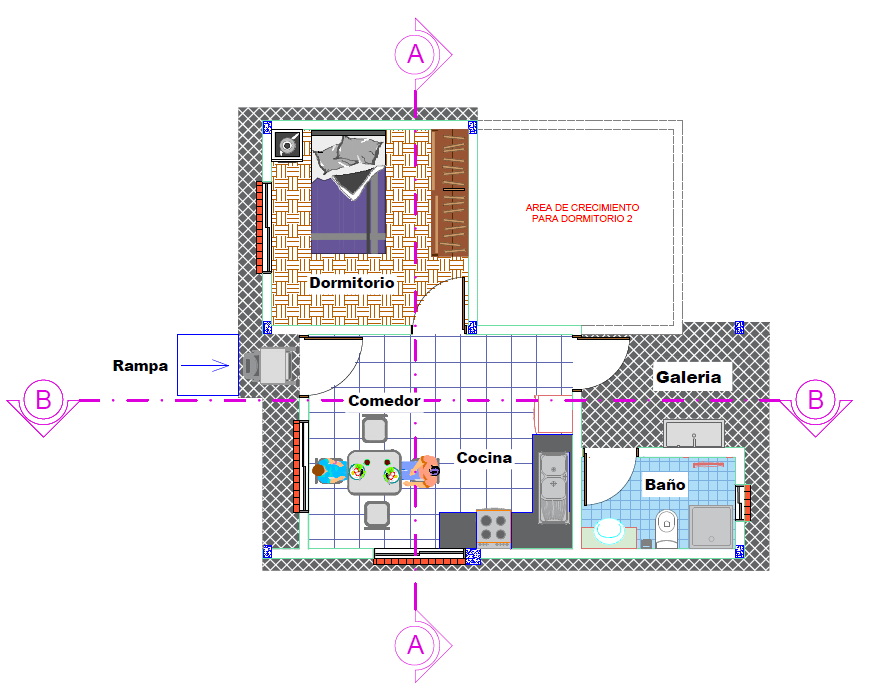 A
AREA DE CRECIMIENTO
PARA DORMITORIO 2
Dormitorio
Rampa
Galeria
B
Comedor
B
Cocina
Baño
A